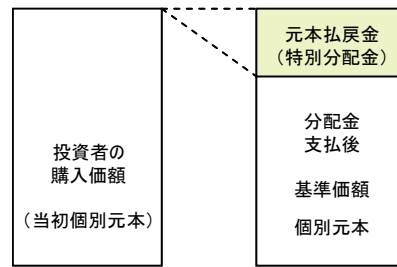 投資者の
購入価額
（当初個別元本）
元本払戻金
（特別分配金）
分配金
支払後
基準価額
個別元本